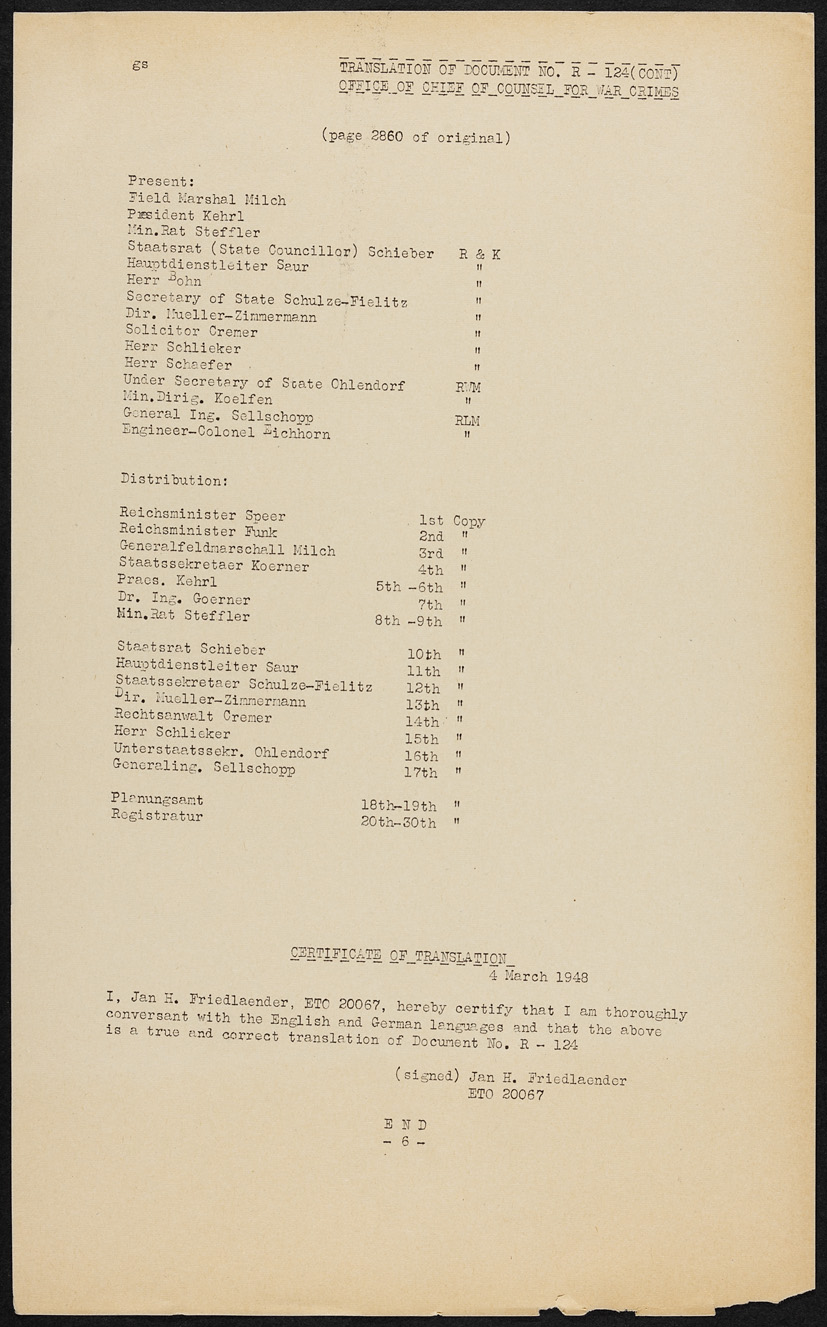 gs
TRANSLATION OF DOCUMENT NO. R - 124(CONT)
OFFICE OF CHIEF OF COUNSEL FOR WAR CRIMES
(page 2860 of original)
Present:
Field Marshal Milch
President Kehrl
Min.Rat Steffler
Staatsrat (State Councillor) Schieber R & K
Hauptdienstleiter Saur "
Herr Bohn "
Secretary of State Schulze-Fielitz "
Dir. Mueller-Zimmermann "
Solicitor Cremer "
Herr Schlieker "
Herr Schaefer "
Under Secretary of State Ohlendorf RWM
Min.Dirig. Koelfen "
General Ing. Sellschopp RLM
Engineer-Colonel Eichhorn "
Distribution:
Reichsminister Speer 1st Copy
Reichsminister Funk 2nd "
Generalfeldmarschall Milch 3rd "
Staatssekretaer Koerner 4th "
Praes. Kehrl 5th -6th "
Dr. Ing. Goerner 7th "
Min.Rat Steffler 8th -9th "
Staatsrat Schieber 10th "
Hauptdienstleiter Saur 11th "
Staatssekretaer Schulze-Fielitz 12th "
Dir. Mueller-Zimmermann 13th "
Rechtsanwalt Cremer 14th "
Herr Schlieker 15th "
Unterstaatssekr. Ohlendorf 16th "
Generaling. Sellschopp 17th "
Planungsamt 18th-19th "
Registratur 20th-30th "
CERTIFICATE OF TRANSLATION
4 March 1948
I, Jan H. Friedlaender, ETO 20067, hereby certify that I am thoroughly
conversant with the English and German languages and that the above
is a true and correct translation of Document No. R - 124
(signed) Jan H. Friedlaender
ETO 20067
E N D
- 6 -